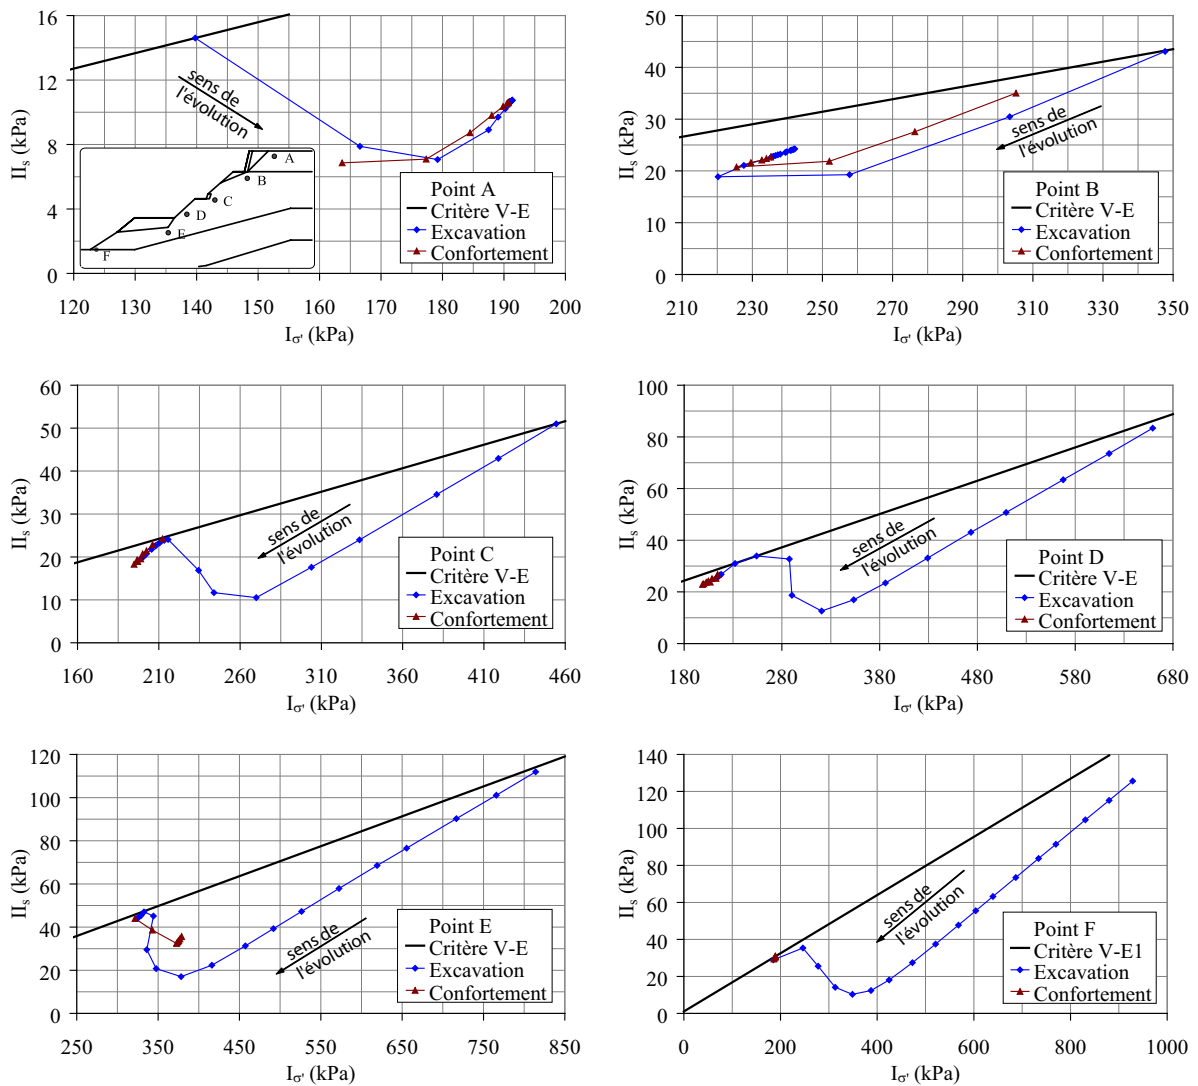 16
12
8
4
0
II_s (kPa)
sens de
l'évolution
A
B
C
D
E
F
Point A
Critère V-E
Excavation
Confortement
120 130 140 150 160 170 180 190 200
I_σ' (kPa)
50
40
30
20
10
0
II_s (kPa)
sens de
l'évolution
Point B
Critère V-E
Excavation
Confortement
210 230 250 270 290 310 330 350
I_σ' (kPa)
60
50
40
30
20
10
0
II_s (kPa)
sens de
l'évolution
Point C
Critère V-E
Excavation
Confortement
160 210 260 310 360 410 460
I_σ' (kPa)
100
80
60
40
20
0
II_s (kPa)
sens de
l'évolution
Point D
Critère V-E
Excavation
Confortement
180 280 380 480 580 680
I_σ' (kPa)
120
100
80
60
40
20
0
II_s (kPa)
sens de
l'évolution
Point E
Critère V-E
Excavation
Confortement
250 350 450 550 650 750 850
I_σ' (kPa)
140
120
100
80
60
40
20
0
II_s (kPa)
sens de
l'évolution
Point F
Critère V-E1
Excavation
Confortement
0 200 400 600 800 1000
I_σ' (kPa)